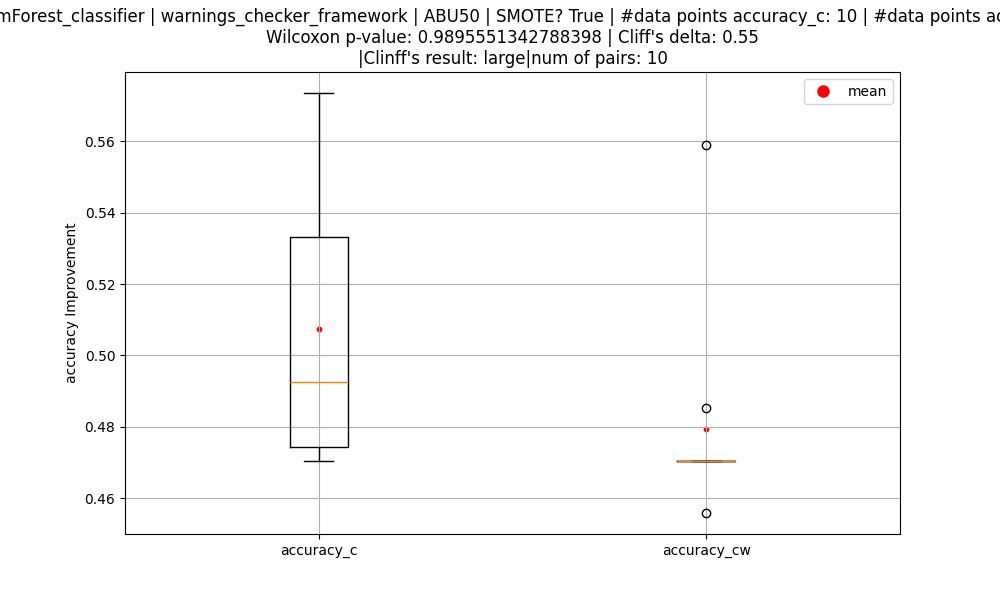 mForest_classifier | warnings_checker_framework | ABU50 | SMOTE? True | #data points accuracy_c: 10 | #data points ac
Wilcoxon p-value: 0.9895551342788398 | Cliff's delta: 0.55
|Clinff's result: large|num of pairs: 10
mean
0.56
0.54
0.52
0.50
0.48
0.46
accuracy Improvement
accuracy_c
accuracy_cw